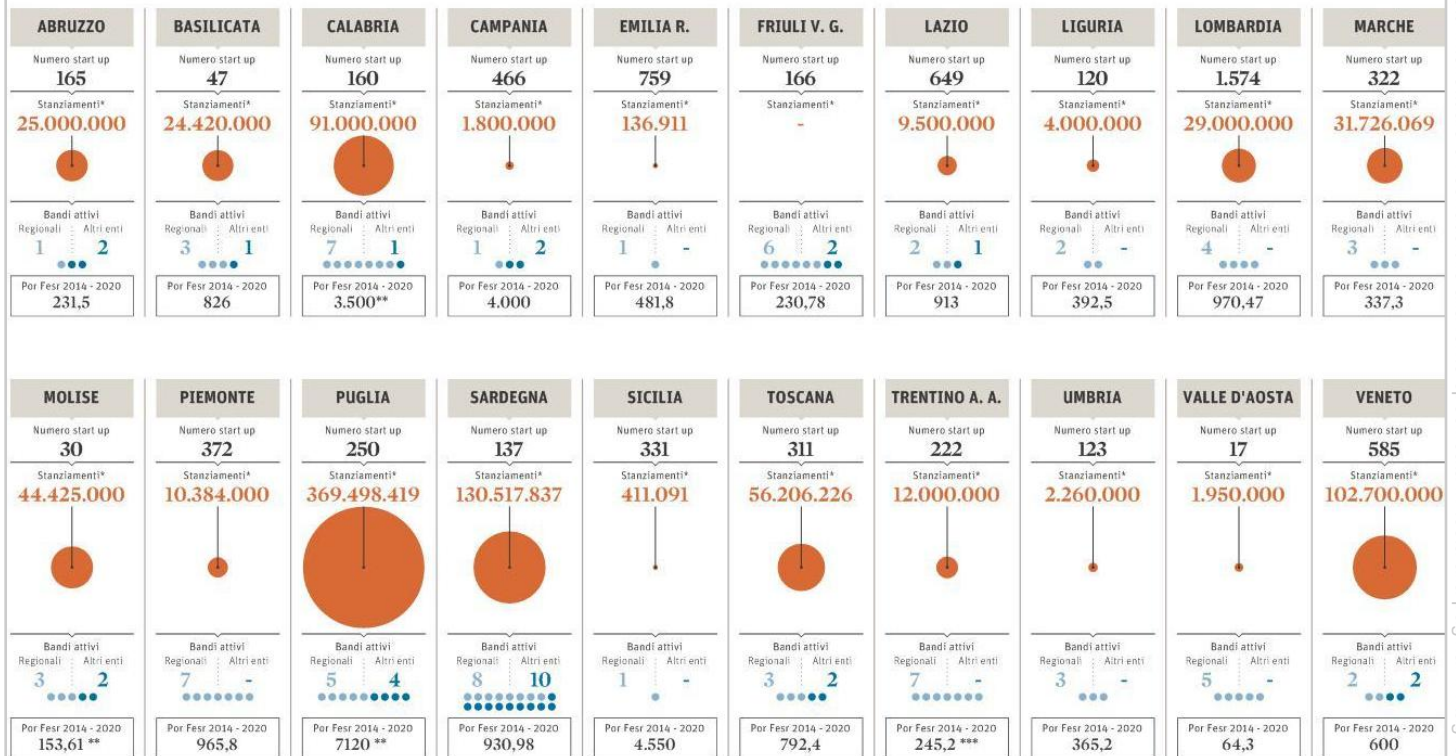 ABRUZZO
Numero start up
165
Stanziamenti*
25.000.000
Bandi attivi
Regionali Altri enti
1 2
Por Fesr 2014 - 2020
231,5
BASILICATA
Numero start up
47
Stanziamenti*
24.420.000
Bandi attivi
Regionali Altri enti
3 1
Por Fesr 2014 - 2020
826
CALABRIA
Numero start up
160
Stanziamenti*
91.000.000
Bandi attivi
Regionali Altri enti
7 1
Por Fesr 2014 - 2020
3.500**
CAMPANIA
Numero start up
466
Stanziamenti*
1.800.000
Bandi attivi
Regionali Altri enti
1 2
Por Fesr 2014 - 2020
4.000
EMILIA R.
Numero start up
759
Stanziamenti*
136.911
Bandi attivi
Regionali Altri enti
1 -
Por Fesr 2014 - 2020
481,8
FRIULI V. G.
Numero start up
166
Stanziamenti*
-
Bandi attivi
Regionali Altri enti
6 2
Por Fesr 2014 - 2020
230,78
LAZIO
Numero start up
649
Stanziamenti*
9.500.000
Bandi attivi
Regionali Altri enti
2 1
Por Fesr 2014 - 2020
913
LIGURIA
Numero start up
120
Stanziamenti*
4.000.000
Bandi attivi
Regionali Altri enti
2 -
Por Fesr 2014 - 2020
392,5
LOMBARDIA
Numero start up
1.574
Stanziamenti*
29.000.000
Bandi attivi
Regionali Altri enti
4 -
Por Fesr 2014 - 2020
970,47
MARCHE
Numero start up
322
Stanziamenti*
31.726.069
Bandi attivi
Regionali Altri enti
3 -
Por Fesr 2014 - 2020
337,3
MOLISE
Numero start up
30
Stanziamenti*
44.425.000
Bandi attivi
Regionali Altri enti
3 2
Por Fesr 2014 - 2020
153,61 **
PIEMONTE
Numero start up
372
Stanziamenti*
10.384.000
Bandi attivi
Regionali Altri enti
7 -
Por Fesr 2014 - 2020
965,8
PUGLIA
Numero start up
250
Stanziamenti*
369.498.419
Bandi attivi
Regionali Altri enti
5 4
Por Fesr 2014 - 2020
7120 **
SARDEGNA
Numero start up
137
Stanziamenti*
130.517.837
Bandi attivi
Regionali Altri enti
8 10
Por Fesr 2014 - 2020
930,98
SICILIA
Numero start up
331
Stanziamenti*
411.091
Bandi attivi
Regionali Altri enti
1 -
Por Fesr 2014 - 2020
4.550
TOSCANA
Numero start up
311
Stanziamenti*
56.206.226
Bandi attivi
Regionali Altri enti
3 2
Por Fesr 2014 - 2020
792,4
TRENTINO A. A.
Numero start up
222
Stanziamenti*
12.000.000
Bandi attivi
Regionali Altri enti
7 -
Por Fesr 2014 - 2020
245,2 ***
UMBRIA
Numero start up
123
Stanziamenti*
2.260.000
Bandi attivi
Regionali Altri enti
3 -
Por Fesr 2014 - 2020
365,2
VALLE D'AOSTA
Numero start up
17
Stanziamenti*
1.950.000
Bandi attivi
Regionali Altri enti
5 -
Por Fesr 2014 - 2020
64,3
VENETO
Numero start up
585
Stanziamenti*
102.700.000
Bandi attivi
Regionali Altri enti
2 2
Por Fesr 2014 - 2020
600